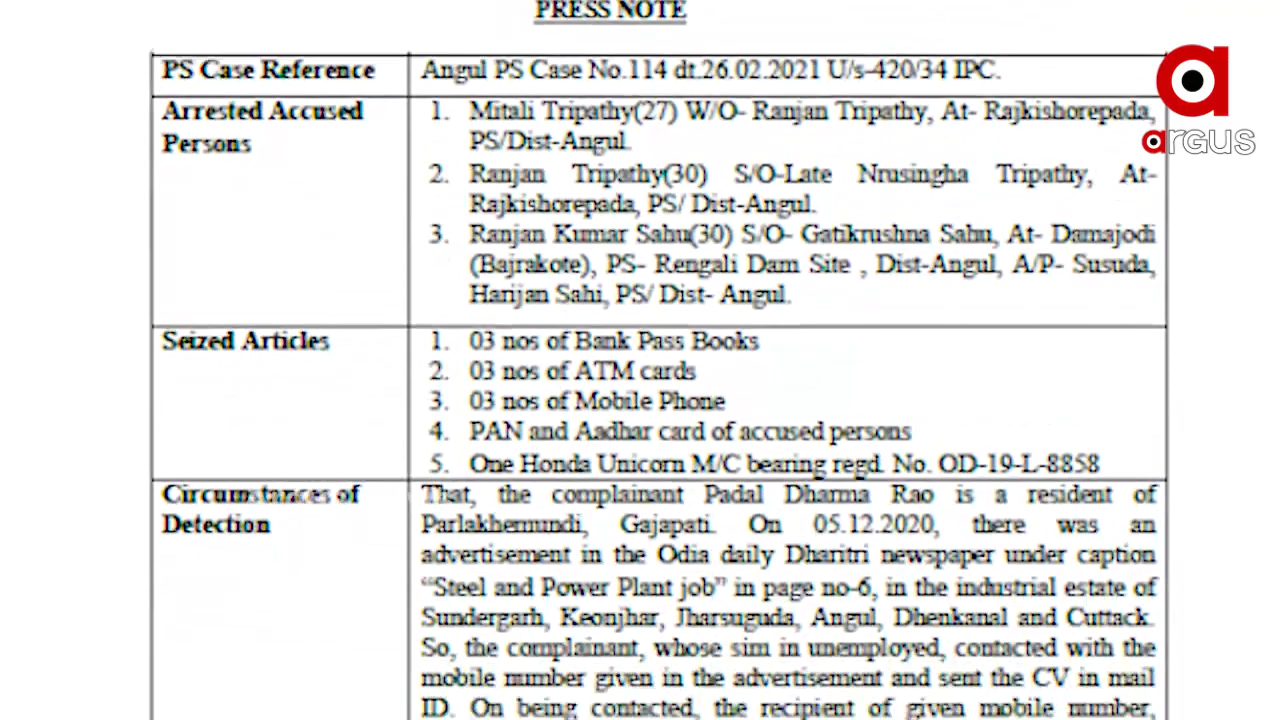 PRESS NOTE
PS Case Reference
Angul PS Case No.114 dt.26.02.2021 U/s-420/34 IPC.
Arrested Accused
Persons
1. Mitali Tripathy(27) W/O- Ranjan Tripathy, At- Rajkishorepada,
PS/Dist-Angul.
2. Ranjan Tripathy(30) S/O-Late Nrusingha Tripathy, At-
Rajkishorepada, PS/ Dist-Angul.
3. Ranjan Kumar Sahu(30) S/O- Gatikrushna Sahu, At- Damajodi
(Bajrakote), PS- Rengali Dam Site , Dist-Angul, A/P- Susuda,
Harijan Sahi, PS/ Dist- Angul.
Seized Articles
1. 03 nos of Bank Pass Books
2. 03 nos of ATM cards
3. 03 nos of Mobile Phone
4. PAN and Aadhar card of accused persons
5. One Honda Unicorn M/C bearing regd. No. OD-19-L-8858
Circumstances of
Detection
That, the complainant Padal Dharma Rao is a resident of
Parlakhemundi, Gajapati. On 05.12.2020, there was an
advertisement in the Odia daily Dharitri newspaper under caption
“Steel and Power Plant job” in page no-6, in the industrial estate of
Sundergarh, Keonjhar, Jharsuguda, Angul, Dhenkanal and Cuttack.
So, the complainant, whose sim in unemployed, contacted with the
mobile number given in the advertisement and sent the CV in mail
ID. On being contacted, the recipient of given mobile number,
a
argus